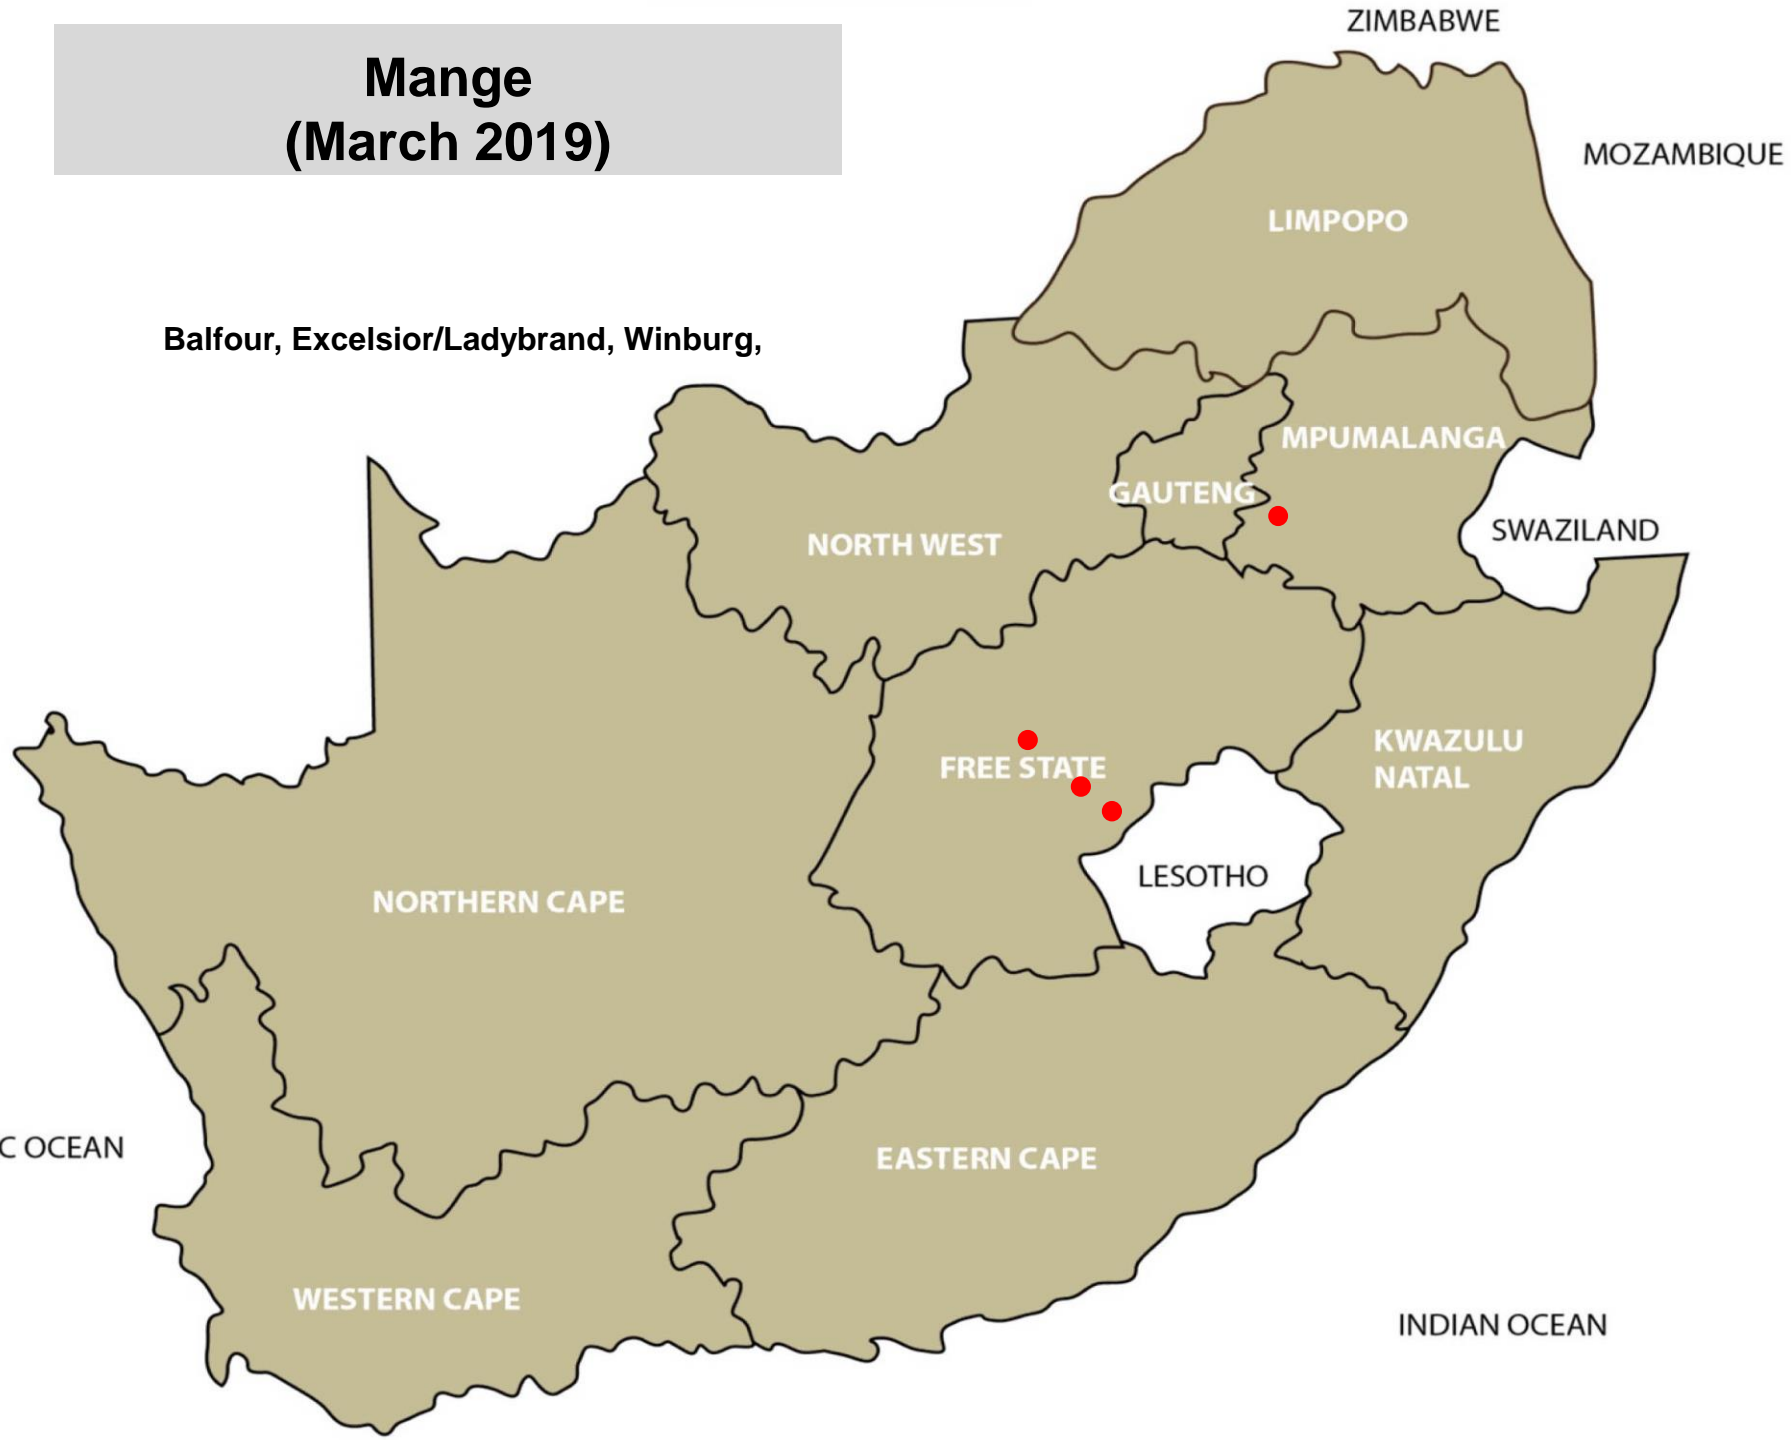 ZIMBABWE
Mange
(March 2019)
MOZAMBIQUE
LIMPOPO
Balfour, Excelsior/Ladybrand, Winburg,
MPUMALANGA
GAUTENG
SWAZILAND
NORTH WEST
KWAZULU
NATAL
FREE STATE
LESOTHO
NORTHERN CAPE
C OCEAN
EASTERN CAPE
WESTERN CAPE
INDIAN OCEAN